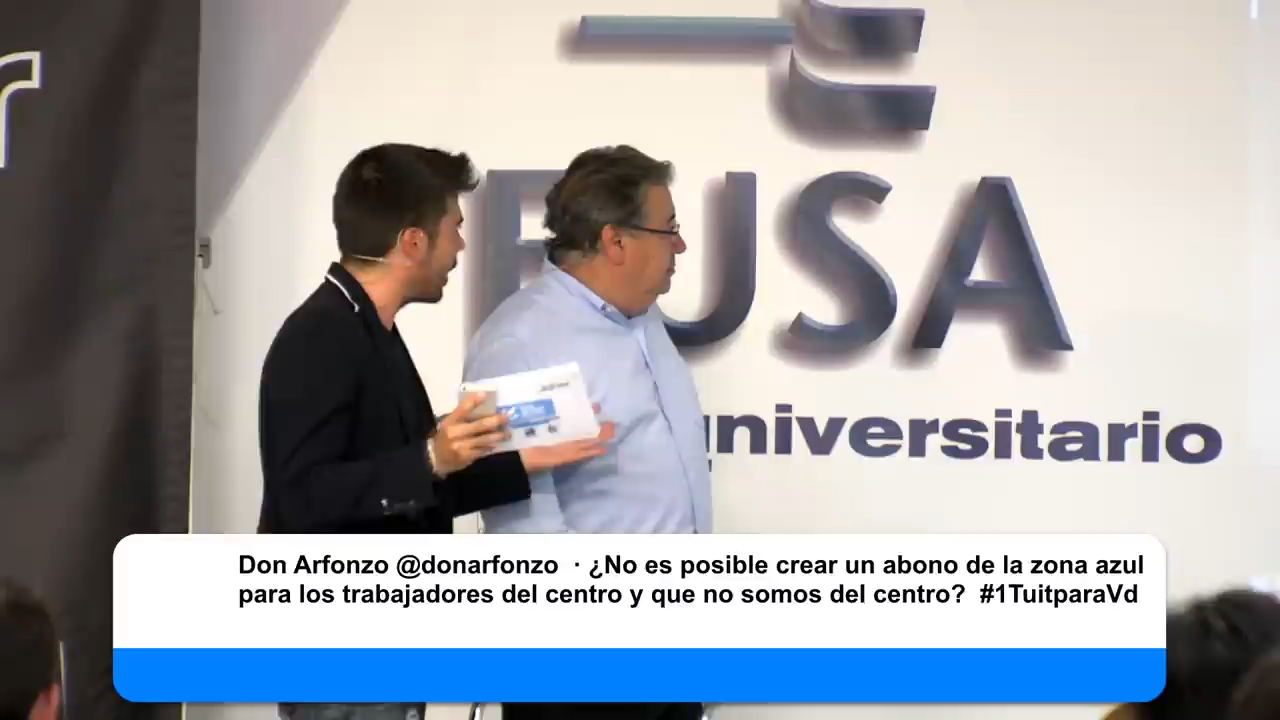 r
EUSA
universitario
Don Arfonzo @donarfonzo · ¿No es posible crear un abono de la zona azul
para los trabajadores del centro y que no somos del centro? #1TuitparaVd